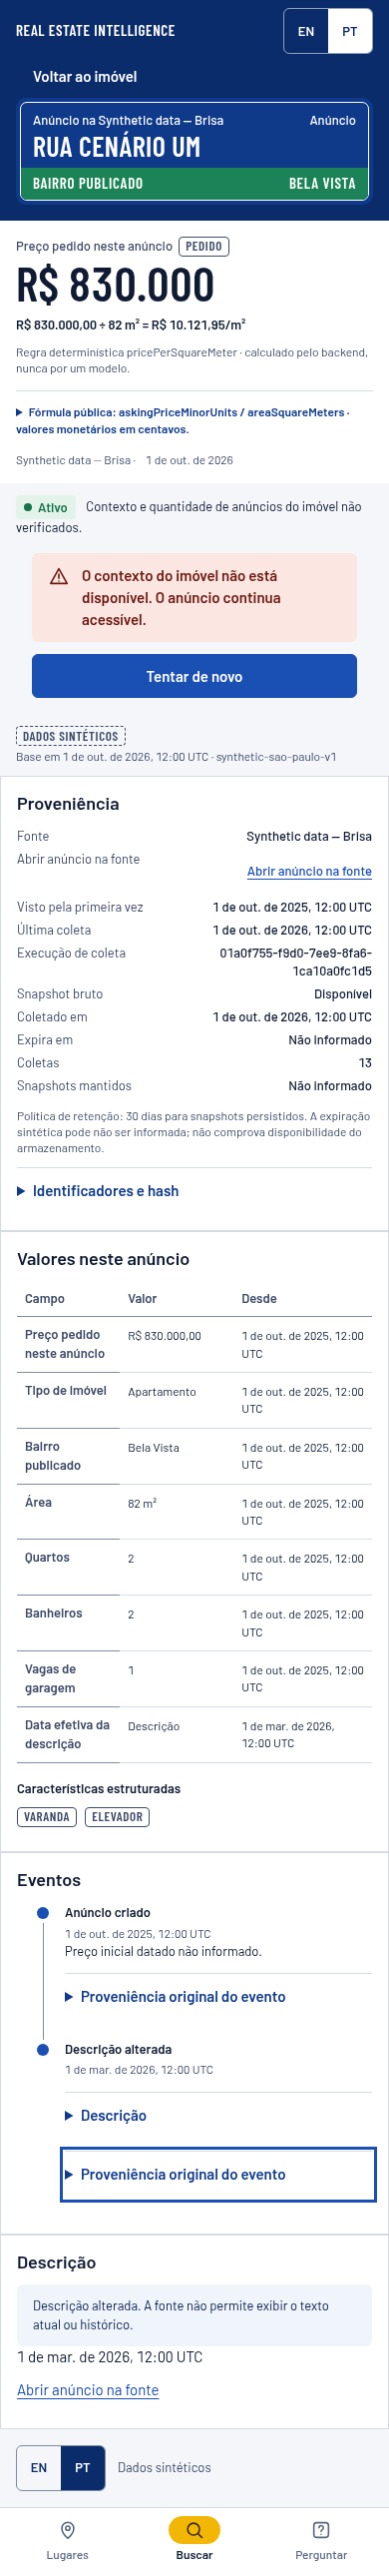 REAL ESTATE INTELLIGENCE
EN PT
Voltar ao imóvel
Anúncio na Synthetic data — Brisa Anúncio
RUA CENÁRIO UM
BAIRRO PUBLICADO BELA VISTA
Preço pedido neste anúncio PEDIDO
R$ 830.000
R$ 830.000,00 ÷ 82 m² = R$ 10.121,95/m²
Regra determinística pricePerSquareMeter · calculado pelo backend,
nunca por um modelo.
Fórmula pública: askingPriceMinorUnits / areaSquareMeters ·
valores monetários em centavos.
Synthetic data — Brisa · 1 de out. de 2026
Ativo Contexto e quantidade de anúncios do imóvel não
verificados.
O contexto do imóvel não está
disponível. O anúncio continua
acessível.
Tentar de novo
DADOS SINTÉTICOS
Base em 1 de out. de 2026, 12:00 UTC · synthetic-sao-paulo-v1
Proveniência
Fonte Synthetic data — Brisa
Abrir anúncio na fonte
Abrir anúncio na fonte
Visto pela primeira vez 1 de out. de 2025, 12:00 UTC
Última coleta 1 de out. de 2026, 12:00 UTC
Execução de coleta 01a0f755-f9d0-7ee9-8fa6-
1ca10a0fc1d5
Snapshot bruto Disponível
Coletado em 1 de out. de 2026, 12:00 UTC
Expira em Não informado
Coletas 13
Snapshots mantidos Não informado
Política de retenção: 30 dias para snapshots persistidos. A expiração
sintética pode não ser informada; não comprova disponibilidade do
armazenamento.
Identificadores e hash
Valores neste anúncio
Campo Valor Desde
Preço pedido R$ 830.000,00 1 de out. de 2025, 12:00
neste anúncio UTC
Tipo de imóvel Apartamento 1 de out. de 2025, 12:00
UTC
Bairro Bela Vista 1 de out. de 2025, 12:00
publicado UTC
Área 82 m² 1 de out. de 2025, 12:00
UTC
Quartos 2 1 de out. de 2025, 12:00
UTC
Banheiros 2 1 de out. de 2025, 12:00
UTC
Vagas de 1 1 de out. de 2025, 12:00
garagem UTC
Data efetiva da Descrição 1 de mar. de 2026,
descrição 12:00 UTC
Características estruturadas
VARANDA ELEVADOR
Eventos
Anúncio criado
1 de out. de 2025, 12:00 UTC
Preço inicial datado não informado.
Proveniência original do evento
Descrição alterada
1 de mar. de 2026, 12:00 UTC
Descrição
Proveniência original do evento
Descrição
Descrição alterada. A fonte não permite exibir o texto
atual ou histórico.
1 de mar. de 2026, 12:00 UTC
Abrir anúncio na fonte
EN PT Dados sintéticos
Lugares Buscar Perguntar